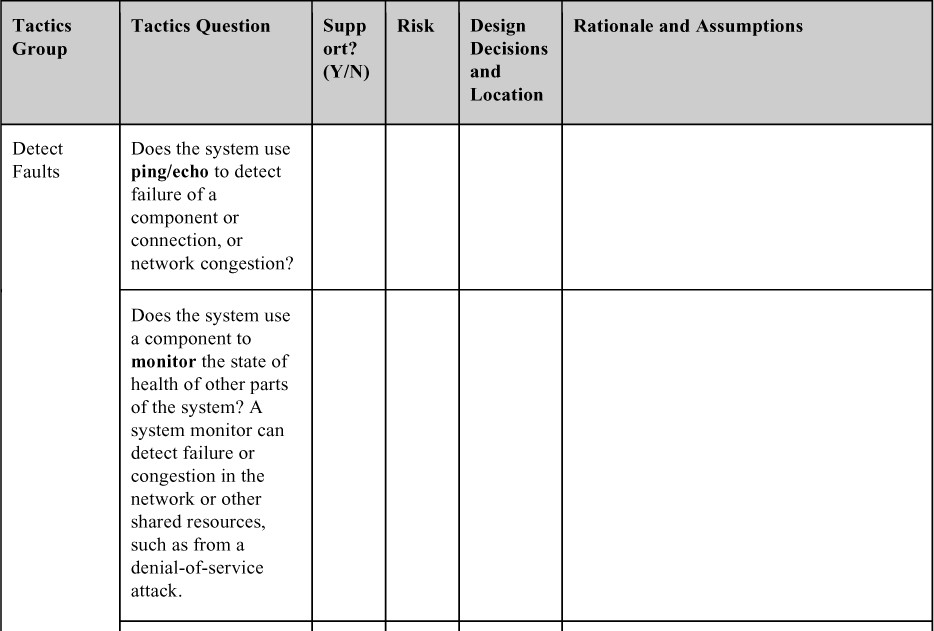 Tactics
Group
Tactics Question
Supp
ort?
(Y/N)
Risk
Design
Decisions
and
Location
Rationale and Assumptions
Detect
Faults
Does the system use
ping/echo to detect
failure of a
component or
connection, or
network congestion?
Does the system use
a component to
monitor the state of
health of other parts
of the system? A
system monitor can
detect failure or
congestion in the
network or other
shared resources,
such as from a
denial-of-service
attack.